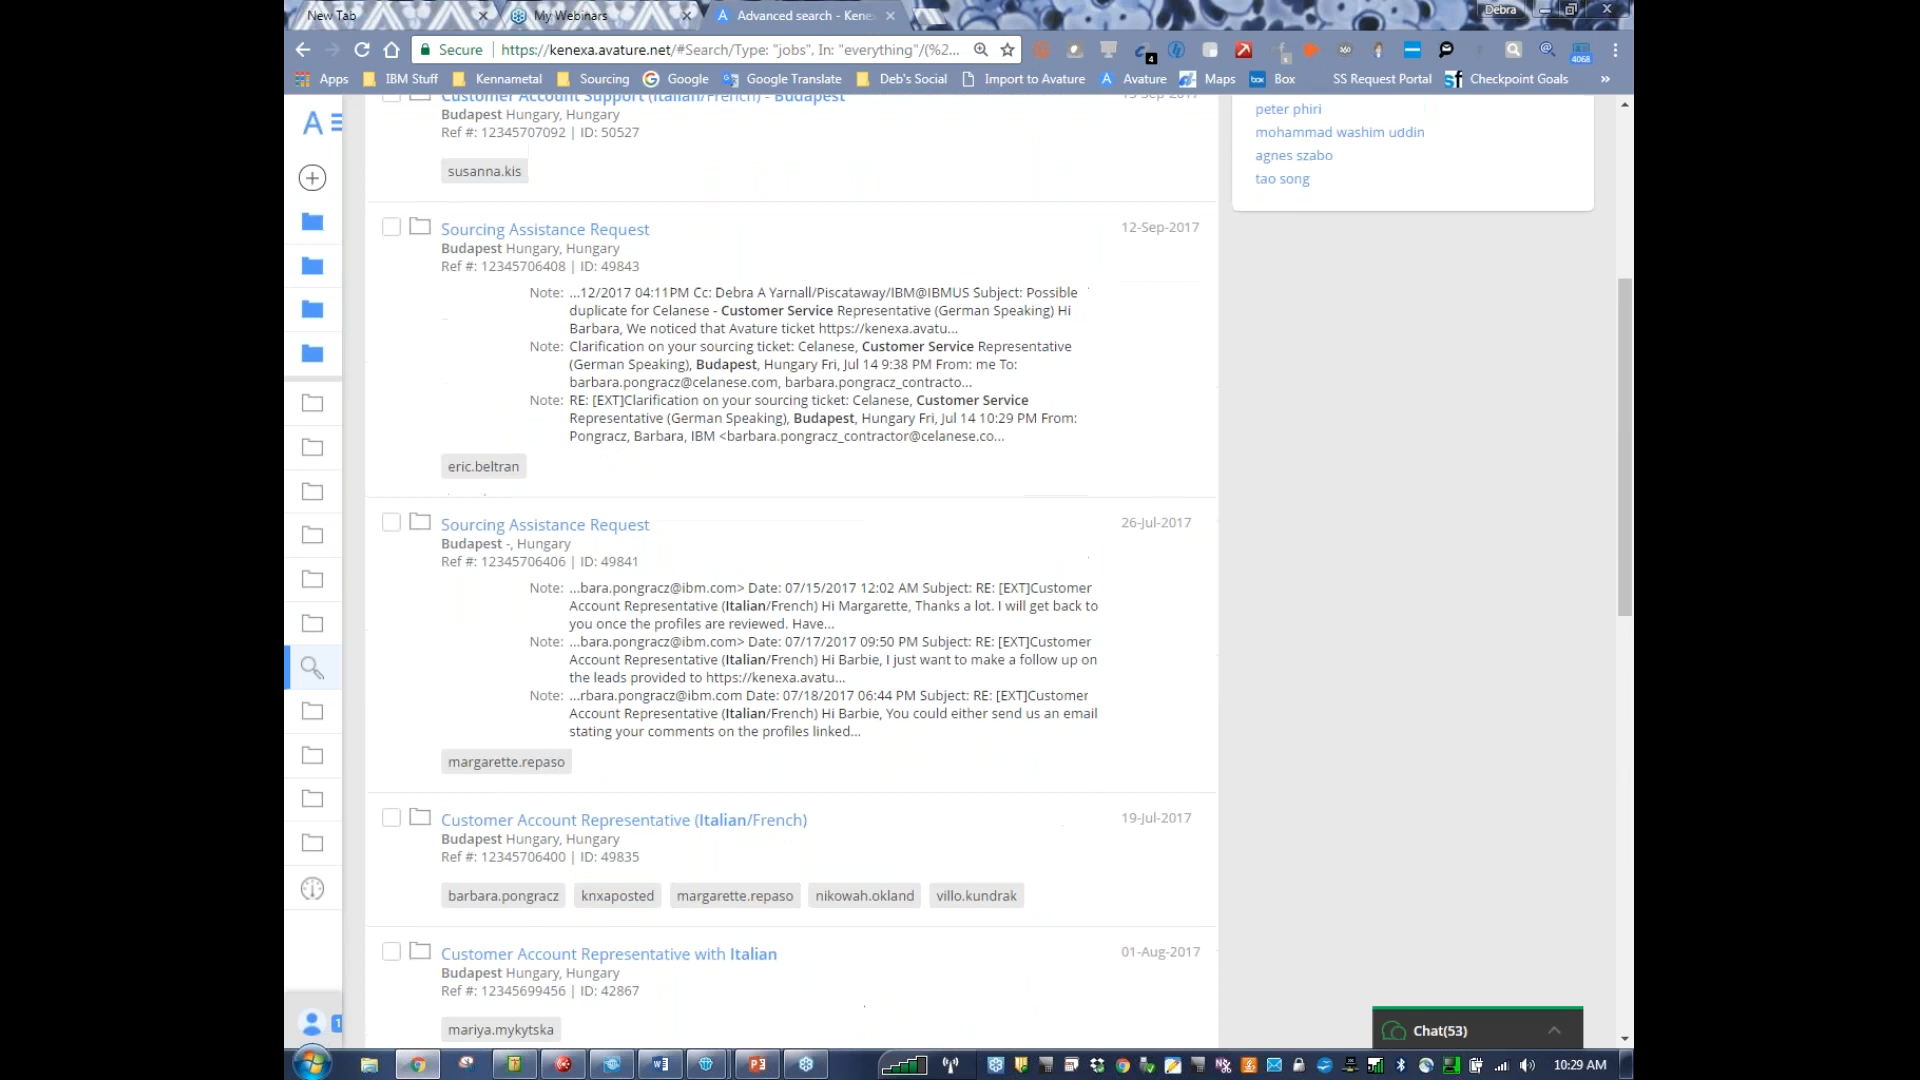 New Tab
My Webinars
Advanced search - Kene
Debra
Secure
https://kenexa.avature.net/#Search/Type: "jobs", In: "everything"/(%2...
4
4068
Apps
IBM Stuff
Kennametal
Sourcing
Google
Google Translate
Deb's Social
Import to Avature
Avature
Maps
Box
SS Request Portal
Checkpoint Goals
»
Customer Account Support (Italian/French) - Budapest
13-Sep-2017
Budapest Hungary, Hungary
Ref #: 12345707092 | ID: 50527
susanna.kis
peter phiri
mohammad washim uddin
agnes szabo
tao song
Sourcing Assistance Request
12-Sep-2017
Budapest Hungary, Hungary
Ref #: 12345706408 | ID: 49843
Note: ...12/2017 04:11PM Cc: Debra A Yarnall/Piscataway/IBM@IBMUS Subject: Possible
duplicate for Celanese - Customer Service Representative (German Speaking) Hi
Barbara, We noticed that Avature ticket https://kenexa.avatu...
Note: Clarification on your sourcing ticket: Celanese, Customer Service Representative
(German Speaking), Budapest, Hungary Fri, Jul 14 9:38 PM From: me To:
barbara.pongracz@celanese.com, barbara.pongracz_contracto...
Note: RE: [EXT]Clarification on your sourcing ticket: Celanese, Customer Service
Representative (German Speaking), Budapest, Hungary Fri, Jul 14 10:29 PM From:
Pongracz, Barbara, IBM <barbara.pongracz_contractor@celanese.co...
eric.beltran
Sourcing Assistance Request
26-Jul-2017
Budapest -, Hungary
Ref #: 12345706406 | ID: 49841
Note: ...bara.pongracz@ibm.com> Date: 07/15/2017 12:02 AM Subject: RE: [EXT]Customer
Account Representative (Italian/French) Hi Margarette, Thanks a lot. I will get back to
you once the profiles are reviewed. Have...
Note: ...bara.pongracz@ibm.com> Date: 07/17/2017 09:50 PM Subject: RE: [EXT]Customer
Account Representative (Italian/French) Hi Barbie, I just want to make a follow up on
the leads provided to https://kenexa.avatu...
Note: ...rbara.pongracz@ibm.com Date: 07/18/2017 06:44 PM Subject: RE: [EXT]Customer
Account Representative (Italian/French) Hi Barbie, You could either send us an email
stating your comments on the profiles linked...
margarette.repaso
Customer Account Representative (Italian/French)
19-Jul-2017
Budapest Hungary, Hungary
Ref #: 12345706400 | ID: 49835
barbara.pongracz knxaposted margarette.repaso nikowah.okland villo.kundrak
Customer Account Representative with Italian
01-Aug-2017
Budapest Hungary, Hungary
Ref #: 12345699456 | ID: 42867
mariya.mykytska
1
Chat(53)
10:29 AM